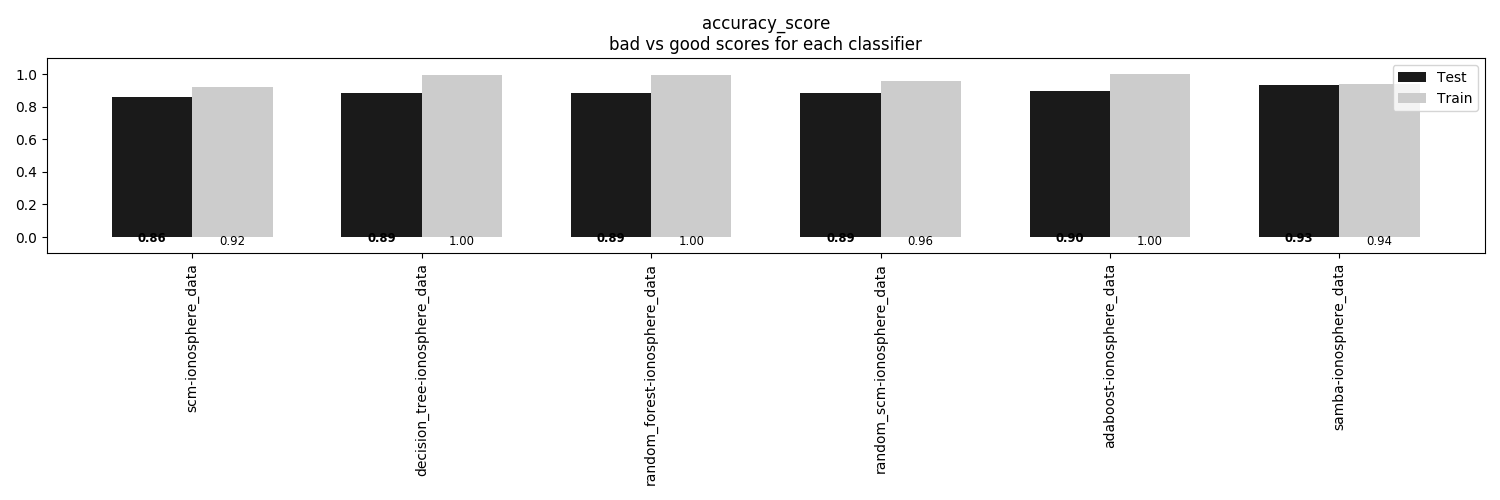 accuracy_score
bad vs good scores for each classifier
Test
Train
1.0
0.8
0.6
0.4
0.2
0.0
0.86
0.92
0.89
1.00
0.89
1.00
0.89
0.96
0.90
1.00
0.93
0.94
scm-ionosphere_data
decision_tree-ionosphere_data
random_forest-ionosphere_data
random_scm-ionosphere_data
adaboost-ionosphere_data
samba-ionosphere_data